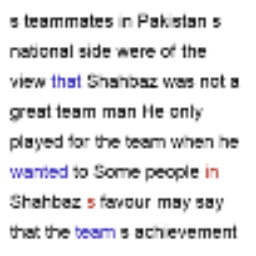 s teammates in Pakistan s
national side were of the
view that Shahbaz was not a
great team man He only
played for the team when he
wanted to Some people in
Shahbaz s favour may say
that the team s achievement